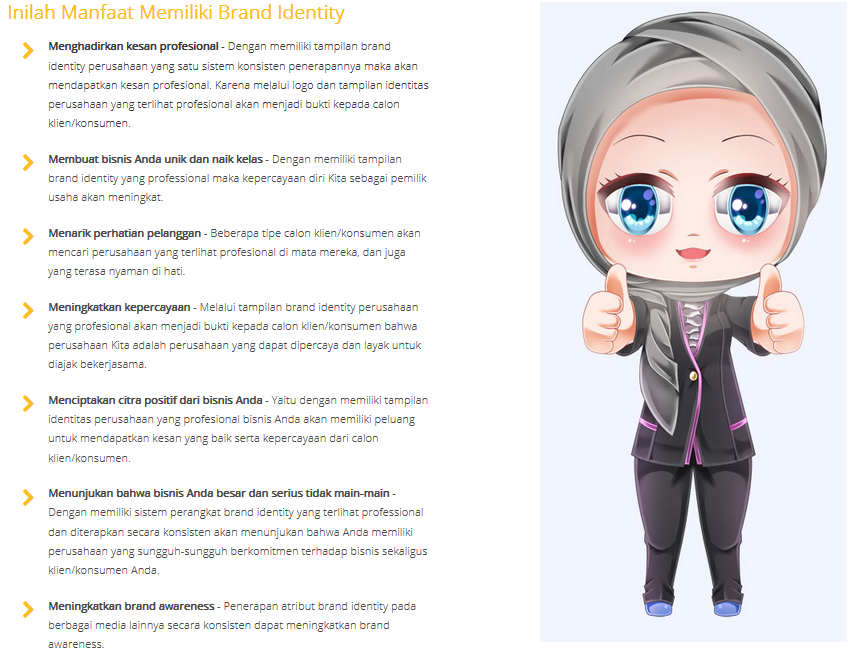 Inilah Manfaat Memiliki Brand Identity
Menghadirkan kesan profesional - Dengan memiliki tampilan brand
identity perusahaan yang satu sistem konsisten penerapannya maka akan
mendapatkan kesan profesional. Karena melalui logo dan tampilan identitas
perusahaan yang terlihat profesional akan menjadi bukti kepada calon
klien/konsumen.
Membuat bisnis Anda unik dan naik kelas - Dengan memiliki tampilan
brand identity yang professional maka kepercayaan diri Kita sebagai pemilik
usaha akan meningkat.
Menarik perhatian pelanggan - Beberapa tipe calon klien/konsumen akan
mencari perusahaan yang terlihat profesional di mata mereka, dan juga
yang terasa nyaman di hati.
Meningkatkan kepercayaan - Melalui tampilan brand identity perusahaan
yang profesional akan menjadi bukti kepada calon klien/konsumen bahwa
perusahaan Kita adalah perusahaan yang dapat dipercaya dan layak untuk
diajak bekerjasama.
Menciptakan citra positif dari bisnis Anda - Yaitu dengan memiliki tampilan
identitas perusahaan yang profesional bisnis Anda akan memiliki peluang
untuk mendapatkan kesan yang baik serta kepercayaan dari calon
klien/konsumen.
Menunjukan bahwa bisnis Anda besar dan serius tidak main-main -
Dengan memiliki sistem perangkat brand identity yang terlihat professional
dan diterapkan secara konsisten akan menunjukan bahwa Anda memiliki
perusahaan yang sungguh-sungguh berkomitmen terhadap bisnis sekaligus
klien/konsumen Anda.
Meningkatkan brand awareness - Penerapan atribut brand identity pada
berbagai media lainnya secara konsisten dapat meningkatkan brand
awareness.